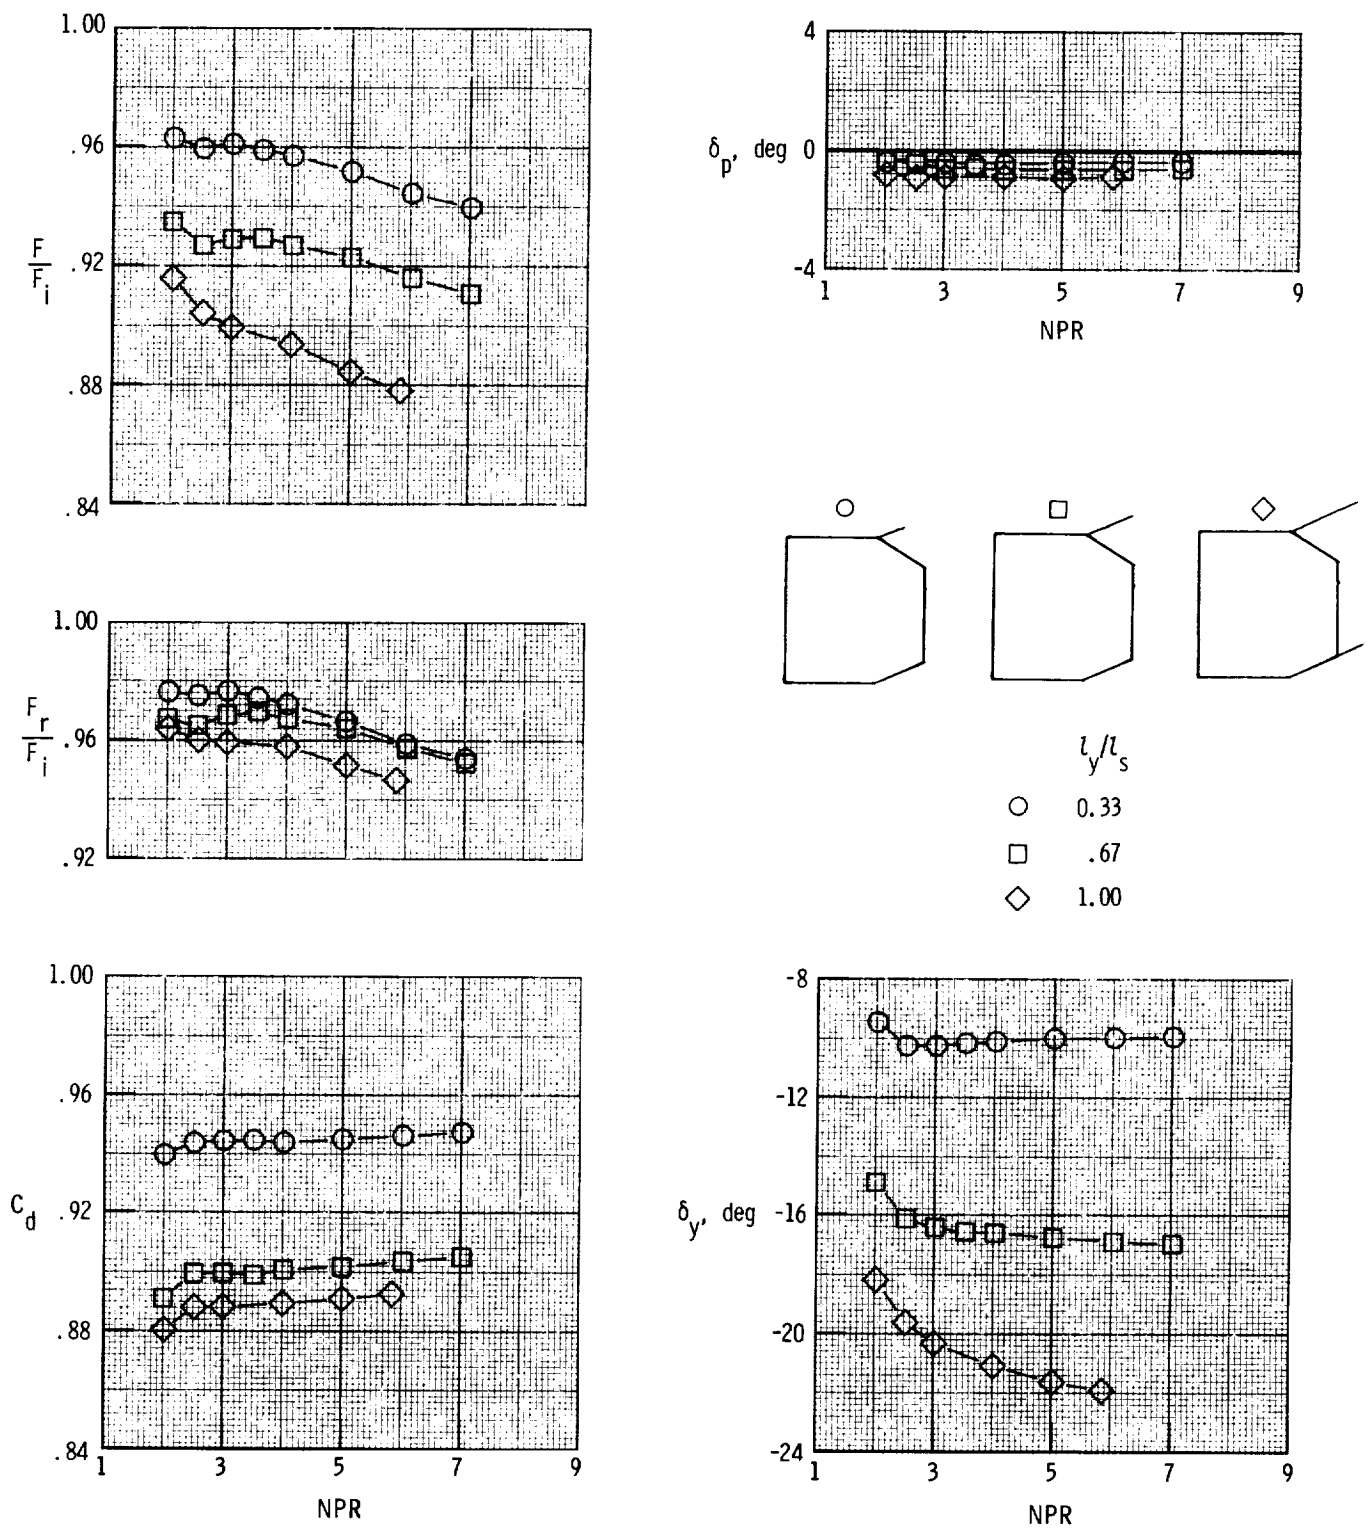 1.00
.96
.92
.88
.84
F
F_i
4
0
-4
δ_p, deg
1 3 5 7 9
NPR
1.00
.96
.92
F_r
F_i
l_y/l_s
0.33
.67
1.00
1.00
.96
.92
.88
.84
C_d
1 3 5 7 9
NPR
-8
-12
-16
-20
-24
δ_y, deg
1 3 5 7 9
NPR